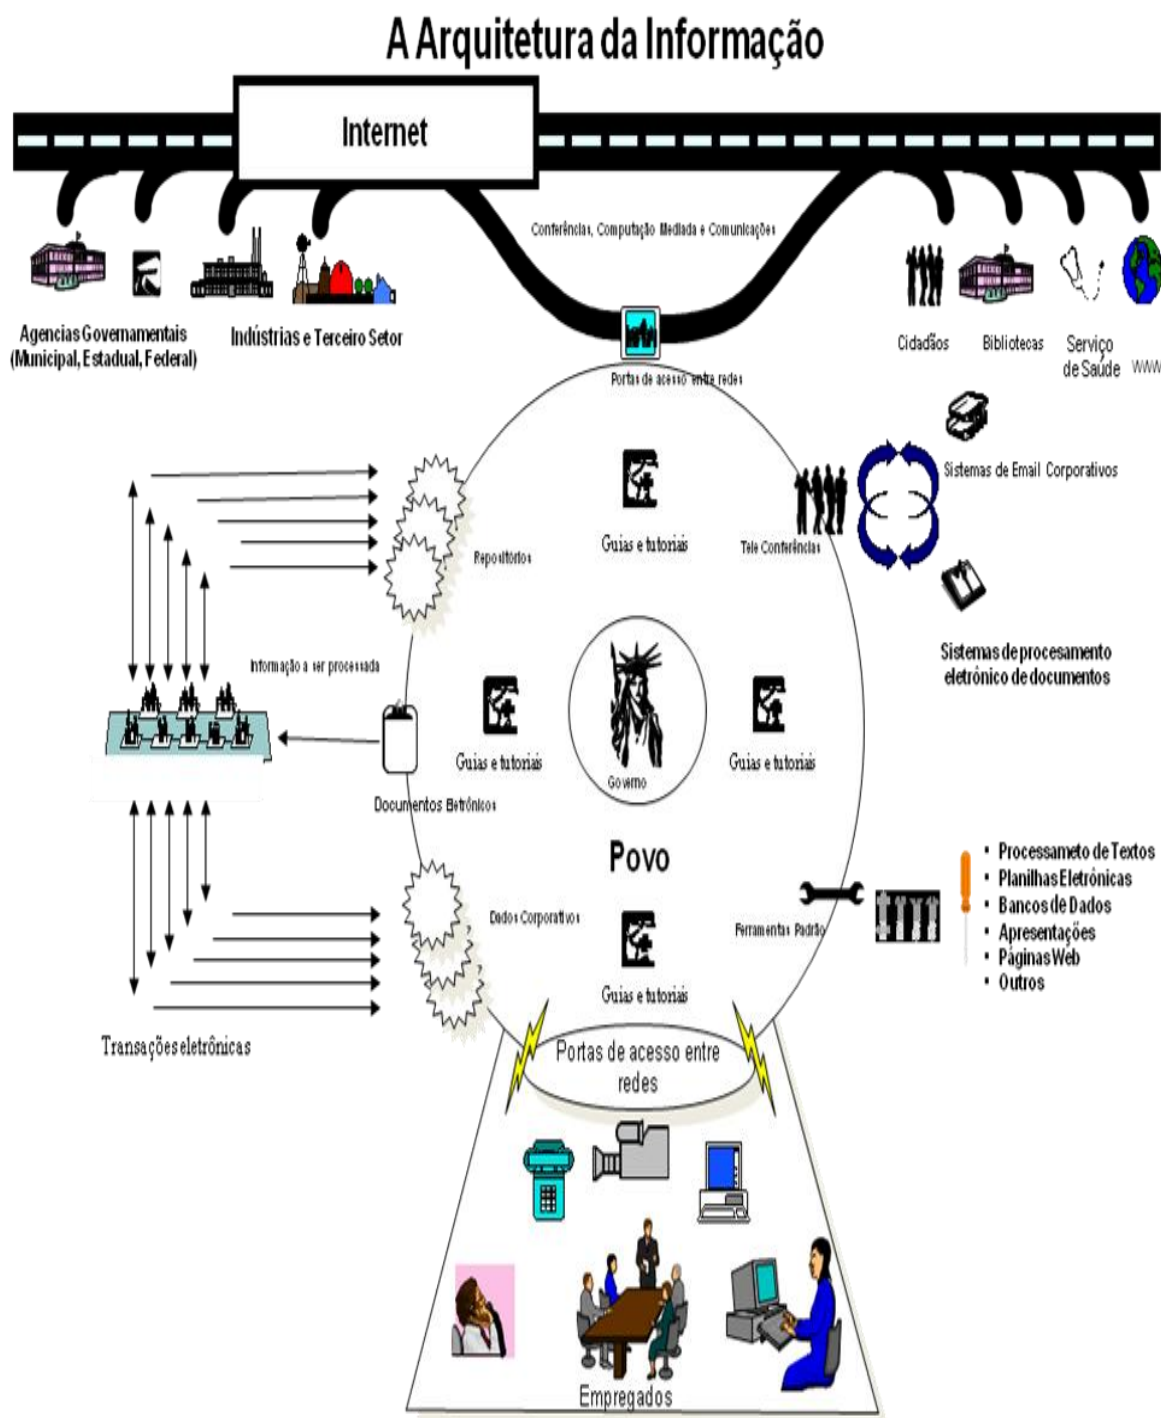 A Arquitetura da Informação
Internet
Conferências, Computação Mediada e Comunicações
Agencias Governamentais
(Municipal, Estadual, Federal)
Indústrias e Terceiro Setor
Cidadãos
Bibliotecas
Serviço
de Saúde
WWW
Portas de acesso entre redes
Sistemas de Email Corporativos
Guias e tutoriais
Tele Conferências
Repositórios
Sistemas de procesamento
eletrônico de documentos
Informação a ser processada
Guias e tutoriais
Guias e tutoriais
Governo
Documentos Eletrônicos
Povo
Processameto de Textos
Planilhas Eletrônicas
Bancos de Dados
Apresentações
Páginas Web
Outros
Dados Corporativos
Ferramentas Padrão
Guias e tutoriais
Transações eletrônicas
Portas de acesso entre
redes
Empregados